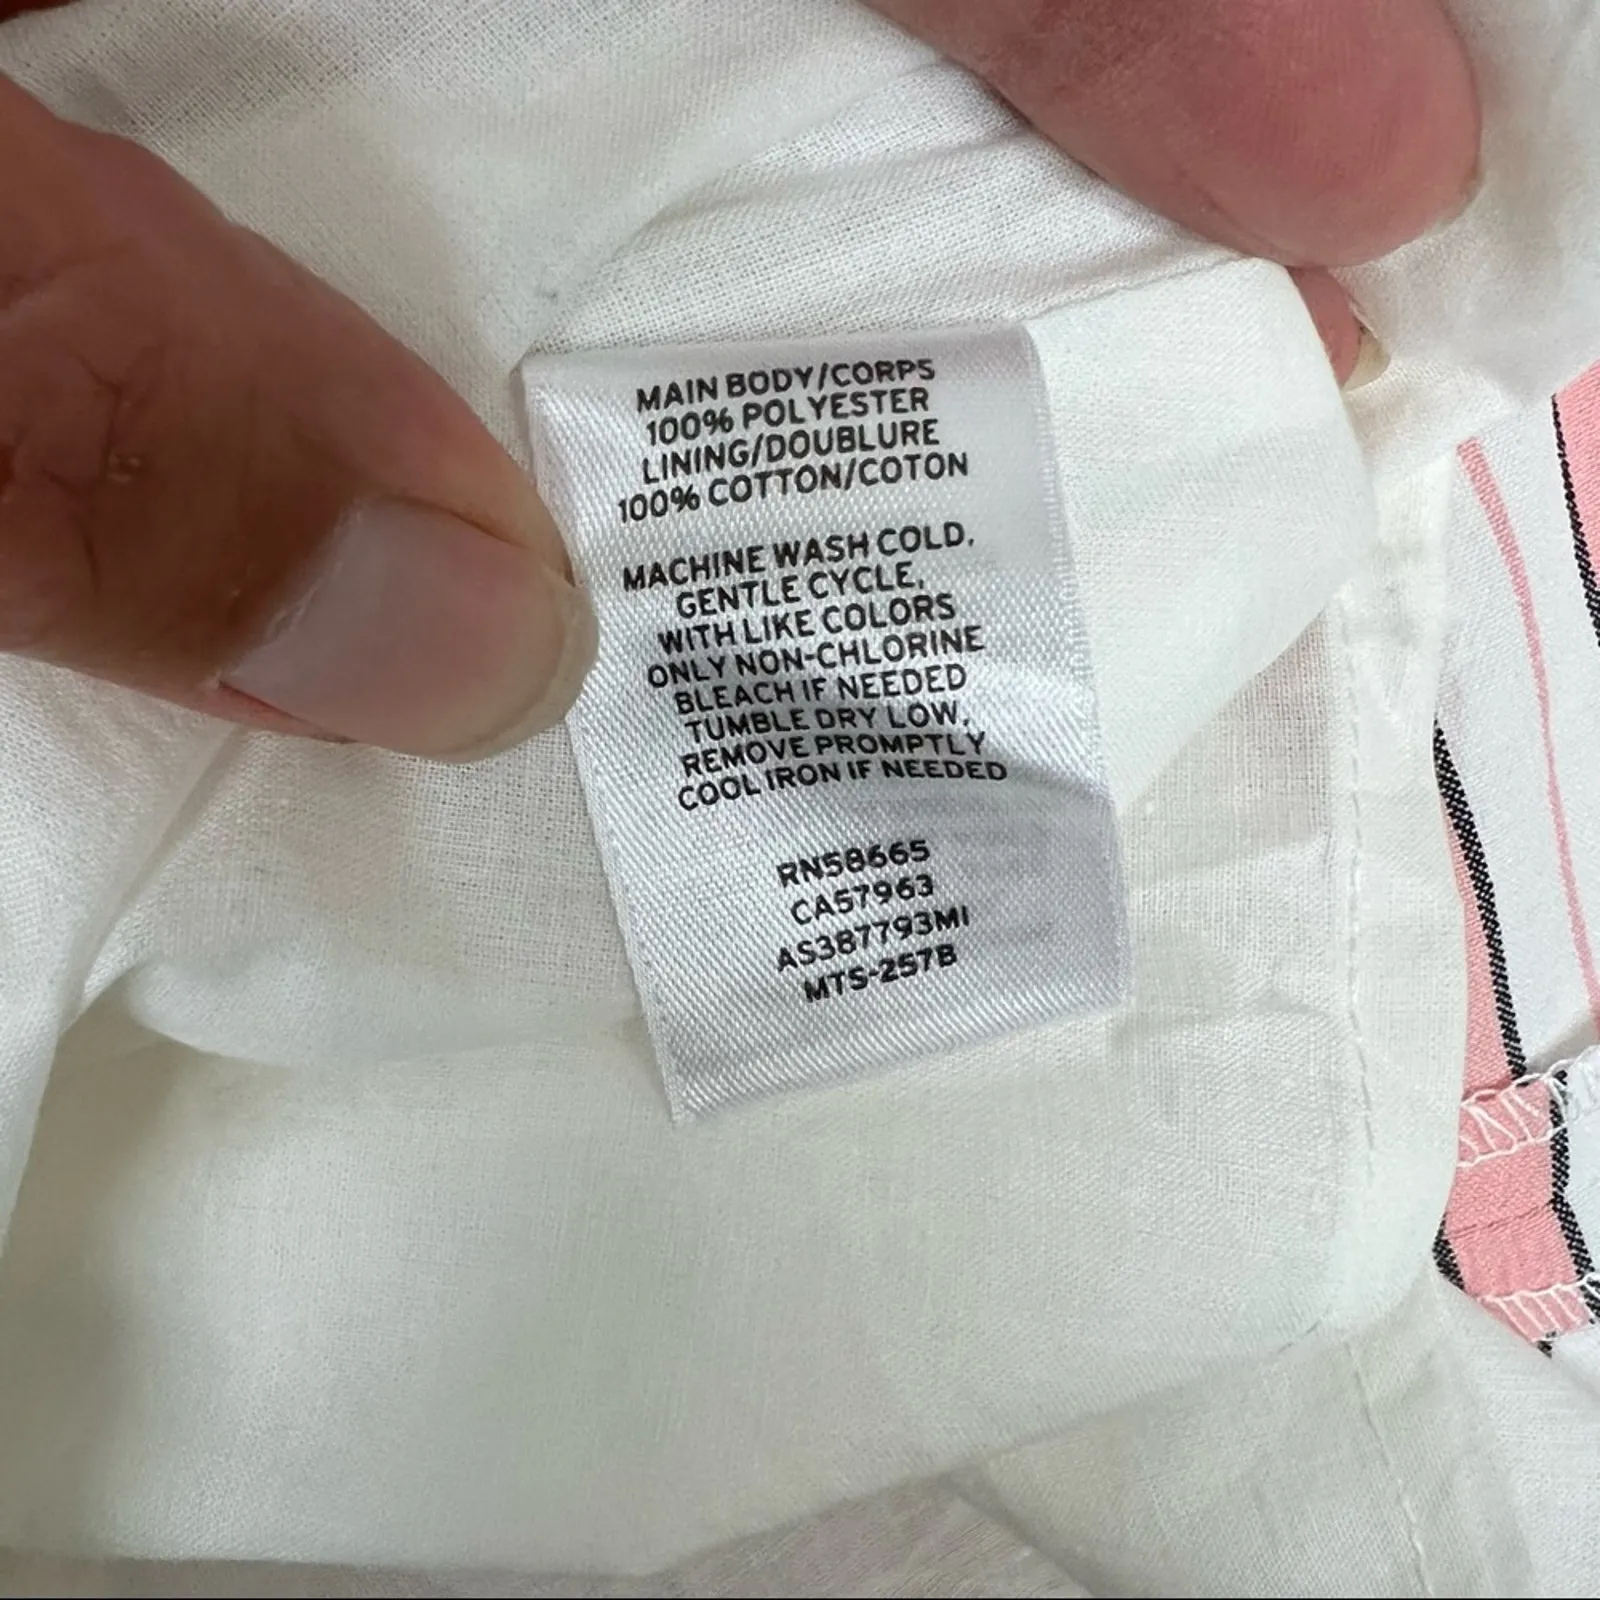 MAIN BODY/CORPS
100% POLYESTER
LINING/DOUBLURE
100% COTTON/COTON
MACHINE WASH COLD,
GENTLE CYCLE,
WITH LIKE COLORS
ONLY NON-CHLORINE
BLEACH IF NEEDED
TUMBLE DRY LOW,
REMOVE PROMPTLY
COOL IRON IF NEEDED
RN58665
CA57963
AS387793MI
MTS-257B